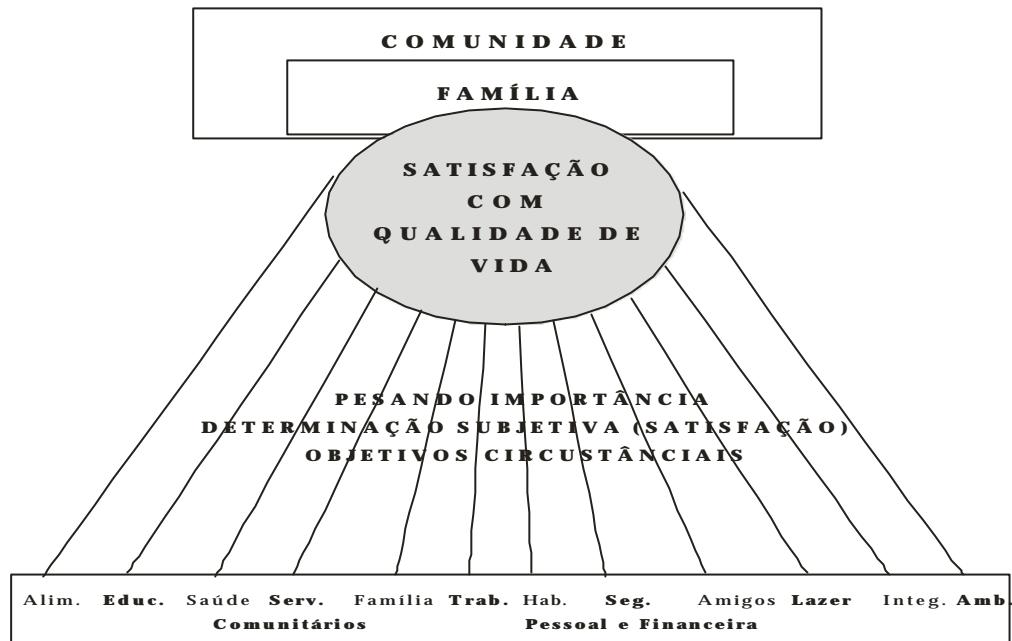 COMUNIDADE
FAMÍLIA
SATISFAÇÃO
COM
QUALIDADE DE
VIDA
PESANDO IMPORTÂNCIA
DETERMINAÇÃO SUBJETIVA (SATISFAÇÃO)
OBJETIVOS CIRCUSTÂNCIAIS
Alim. Educ. Saúde Serv. Família Trab. Hab. Seg. Amigos Lazer Integ. Amb.
Comunitários Pessoal e Financeira